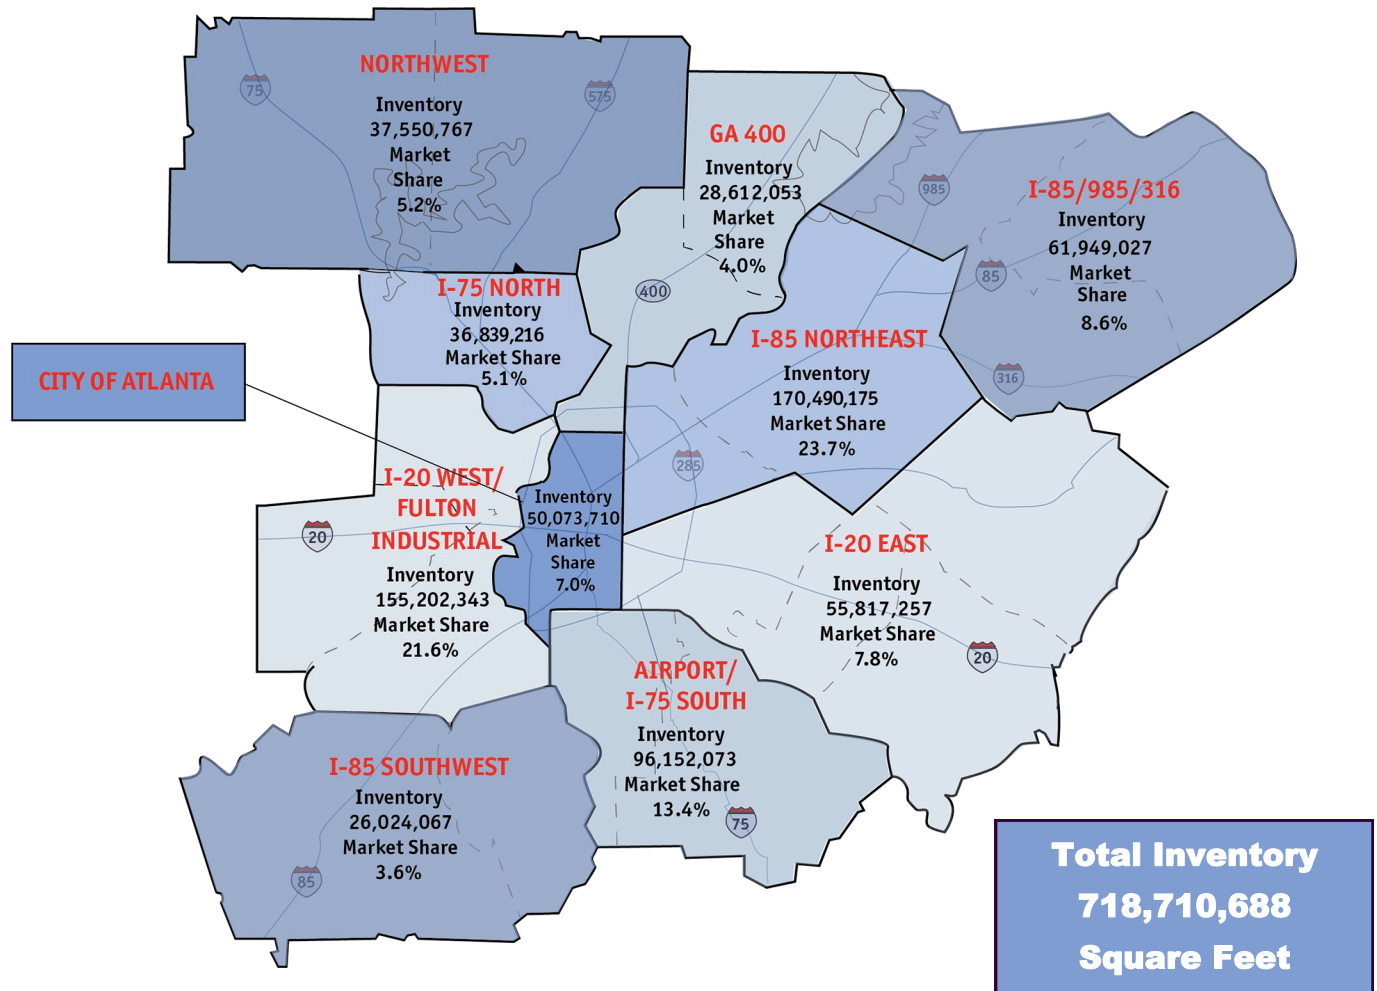 NORTHWEST
75
575
Inventory
37,550,767
Market
Share
5.2%
GA 400
Inventory
28,612,053
Market
Share
4.0%
400
985
I-85/985/316
Inventory
61,949,027
Market
Share
8.6%
85
316
I-75 NORTH
Inventory
36,839,216
Market Share
5.1%
I-85 NORTHEAST
Inventory
170,490,175
Market Share
23.7%
285
CITY OF ATLANTA
Inventory
50,073,710
Market
Share
7.0%
I-20 WEST/
FULTON
INDUSTRIAL
20
Inventory
155,202,343
Market Share
21.6%
I-20 EAST
Inventory
55,817,257
Market Share
7.8%
20
AIRPORT/
I-75 SOUTH
Inventory
96,152,073
Market Share
13.4%
75
I-85 SOUTHWEST
Inventory
26,024,067
Market Share
3.6%
85
Total Inventory
718,710,688
Square Feet